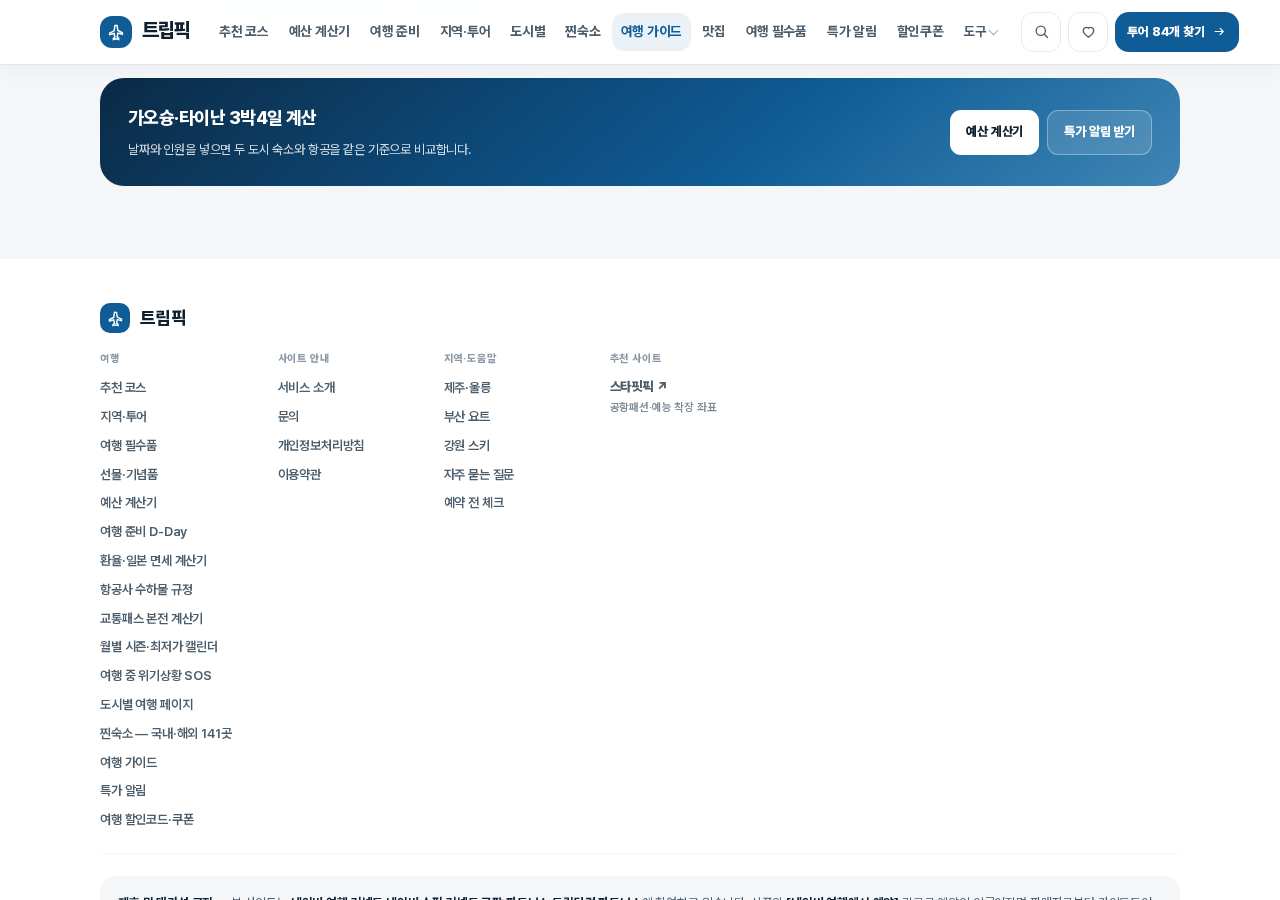 트립픽
추천 코스
예산 계산기
여행 준비
지역·투어
도시별
찐숙소
여행 가이드
맛집
여행 필수품
특가 알림
할인쿠폰
도구
투어 84개 찾기 →
가오슝·타이난 3박4일 계산
날짜와 인원을 넣으면 두 도시 숙소와 항공을 같은 기준으로 비교합니다.
예산 계산기
특가 알림 받기
트립픽
여행
추천 코스
지역·투어
여행 필수품
선물·기념품
예산 계산기
여행 준비 D-Day
환율·일본 면세 계산기
항공사 수하물 규정
교통패스 본전 계산기
월별 시즌·최저가 캘린더
여행 중 위기상황 SOS
도시별 여행 페이지
찐숙소 — 국내·해외 141곳
여행 가이드
특가 알림
여행 할인코드·쿠폰
사이트 안내
서비스 소개
문의
개인정보처리방침
이용약관
지역·도움말
제주·울릉
부산 요트
강원 스키
자주 묻는 질문
예약 전 체크
추천 사이트
스타핏픽 ↗
공항패션·예능 착장 좌표